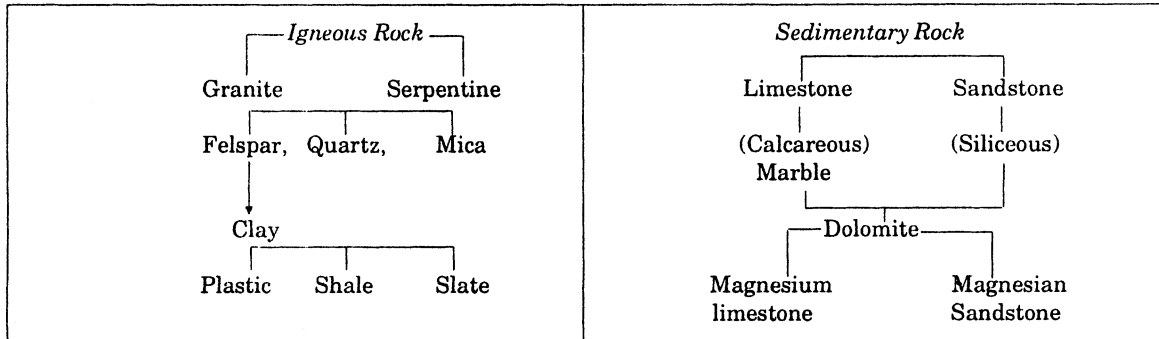 Igneous Rock
Granite Serpentine
Felspar, Quartz, Mica
Clay
Plastic Shale Slate
Sedimentary Rock
Limestone Sandstone
(Calcareous) (Siliceous)
Marble
Dolomite
Magnesium Magnesian
limestone Sandstone